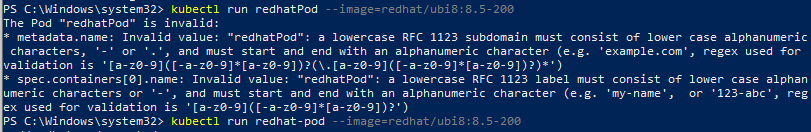 PS C:\Windows\system32> kubectl run redhatPod --image=redhat/ubi8:8.5-200
The Pod "redhatPod" is invalid:
* metadata.name: Invalid value: "redhatPod": a lowercase RFC 1123 subdomain must consist of lower case alphanumeric
 characters, '-' or '.', and must start and end with an alphanumeric character (e.g. 'example.com', regex used for
validation is '[a-z0-9]([-a-z0-9]*[a-z0-9])?(\.[a-z0-9]([-a-z0-9]*[a-z0-9])?)*')
* spec.containers[0].name: Invalid value: "redhatPod": a lowercase RFC 1123 label must consist of lower case alphan
umeric characters or '-', and must start and end with an alphanumeric character (e.g. 'my-name',  or '123-abc', reg
ex used for validation is '[a-z0-9]([-a-z0-9]*[a-z0-9])?')
PS C:\Windows\system32> kubectl run redhat-pod --image=redhat/ubi8:8.5-200